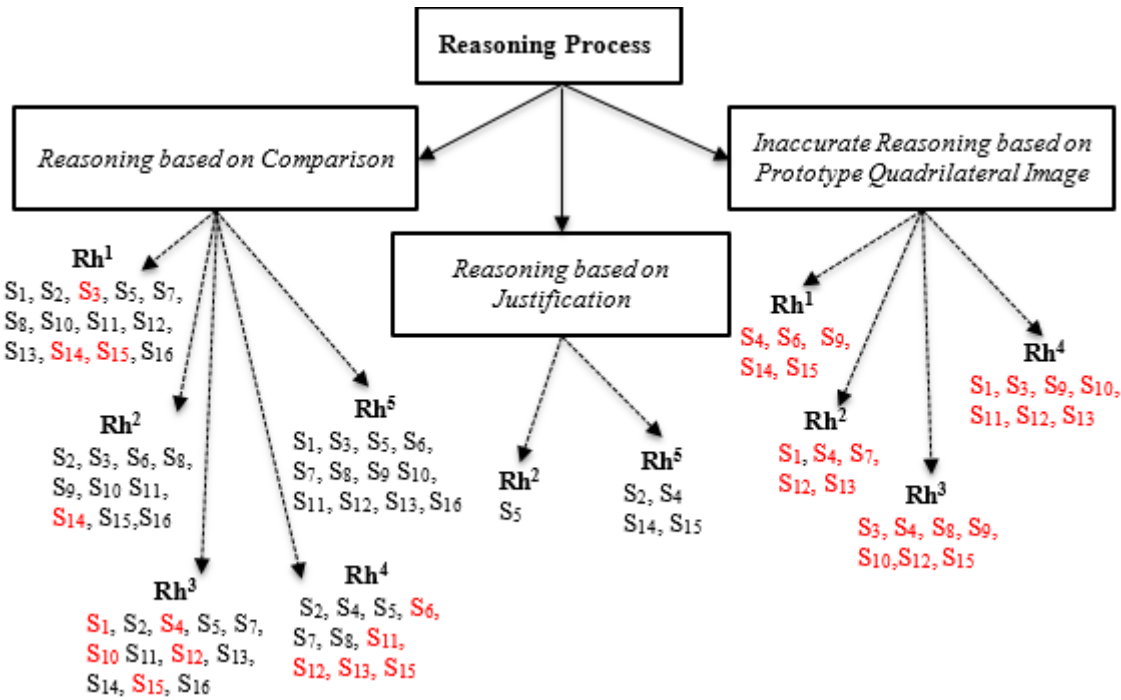 Reasoning Process
Reasoning based on Comparison
Inaccurate Reasoning based on
Prototype Quadrilateral Image
Reasoning based on
Justification
Rh¹
S₁, S₂, S₃, S₅, S₇,
S₈, S₁₀, S₁₁, S₁₂,
S₁₃, S₁₄, S₁₅, S₁₆
Rh²
S₂, S₃, S₆, S₈,
S₉, S₁₀ S₁₁,
S₁₄, S₁₅,S₁₆
Rh³
S₁, S₂, S₄, S₅, S₇,
S₁₀ S₁₁, S₁₂, S₁₃,
S₁₄, S₁₅, S₁₆
Rh⁴
S₂, S₄, S₅, S₆,
S₇, S₈, S₁₁,
S₁₂, S₁₃, S₁₅
Rh⁵
S₁, S₃, S₅, S₆,
S₇, S₈, S₉ S₁₀,
S₁₁, S₁₂, S₁₃, S₁₆
Rh²
S₅
Rh⁵
S₂, S₄
S₁₄, S₁₅
Rh¹
S₄, S₆, S₉,
S₁₄, S₁₅
Rh²
S₁, S₄, S₇,
S₁₂, S₁₃
Rh³
S₃, S₄, S₈, S₉,
S₁₀,S₁₂, S₁₅
Rh⁴
S₁, S₃, S₉, S₁₀,
S₁₁, S₁₂, S₁₃